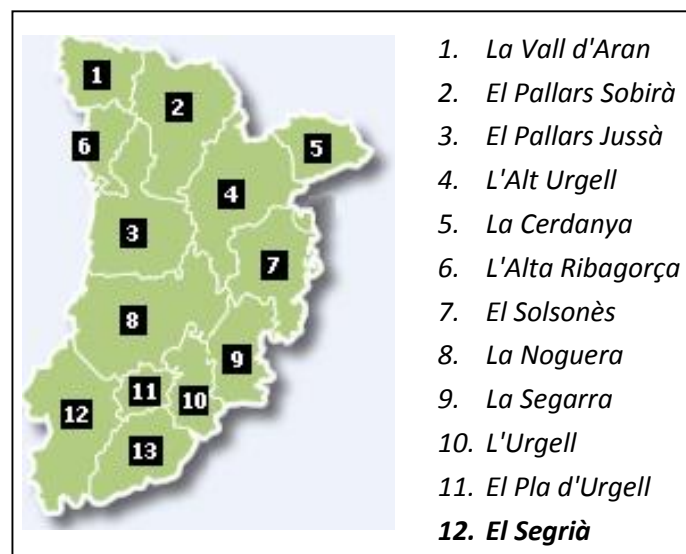 1
2
6
5
4
3
7
8
9
11
10
12
13
1. La Vall d'Aran
2. El Pallars Sobirà
3. El Pallars Jussà
4. L'Alt Urgell
5. La Cerdanya
6. L'Alta Ribagorça
7. El Solsonès
8. La Noguera
9. La Segarra
10. L'Urgell
11. El Pla d'Urgell
12. El Segrià